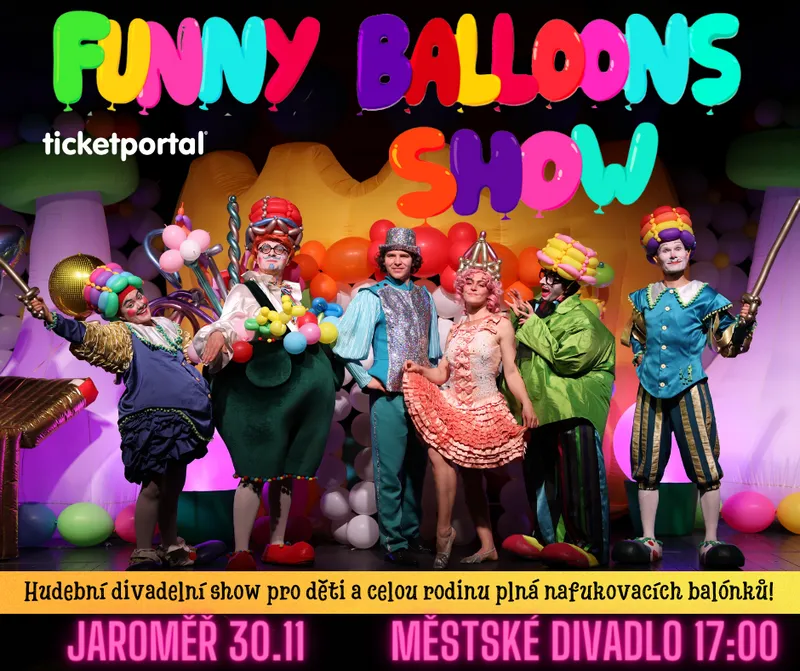 FUNNY BALLOONS
SHOW
ticketportal
Hudební divadelní show pro děti a celou rodinu plná nafukovacích balónků!
JAROMĚŘ 30.11 MĚSTSKÉ DIVADLO 17:00